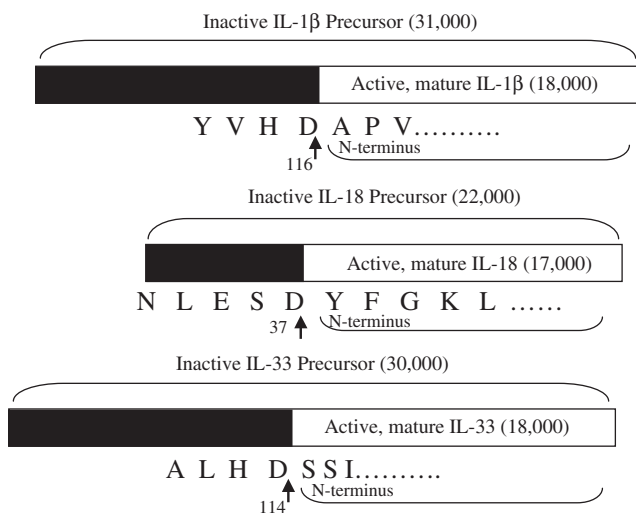 Inactive IL-1β Precursor (31,000)
Active, mature IL-1β (18,000)
Y V H D A P V..........
N-terminus
116
Inactive IL-18 Precursor (22,000)
Active, mature IL-18 (17,000)
N L E S D Y F G K L ......
N-terminus
37
Inactive IL-33 Precursor (30,000)
Active, mature IL-33 (18,000)
A L H D S S I..........
N-terminus
114